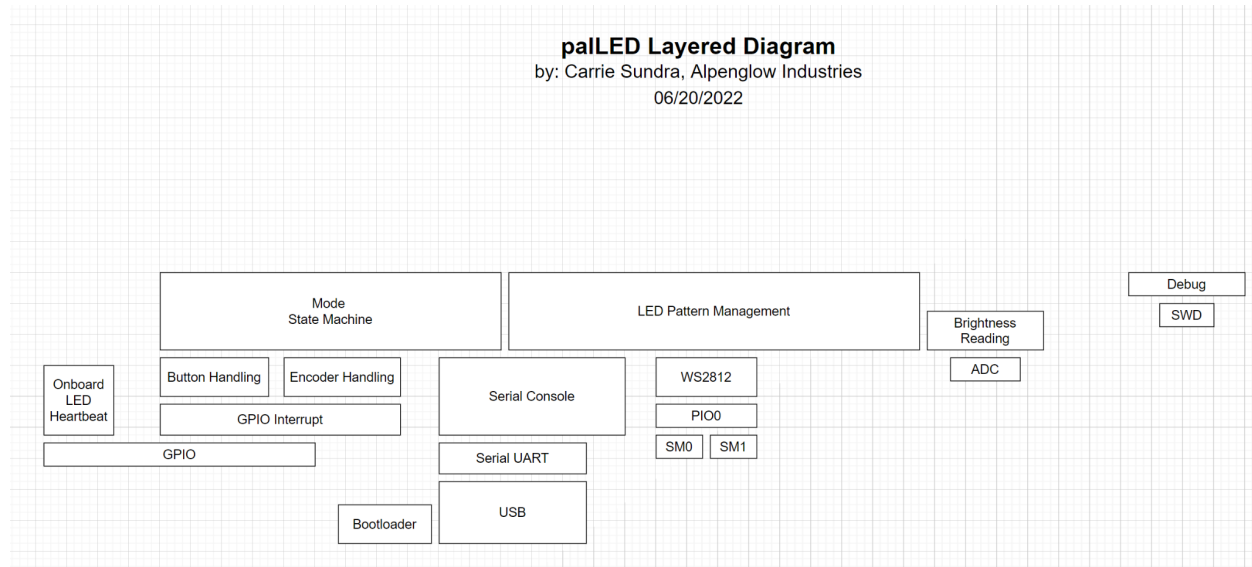 palLED Layered Diagram
by: Carrie Sundra, Alpenglow Industries
06/20/2022
Mode
State Machine
LED Pattern Management
Debug
SWD
Brightness
Reading
ADC
Onboard
LED
Heartbeat
Button Handling
Encoder Handling
GPIO Interrupt
GPIO
Serial Console
Serial UART
USB
Bootloader
WS2812
PIO0
SM0
SM1